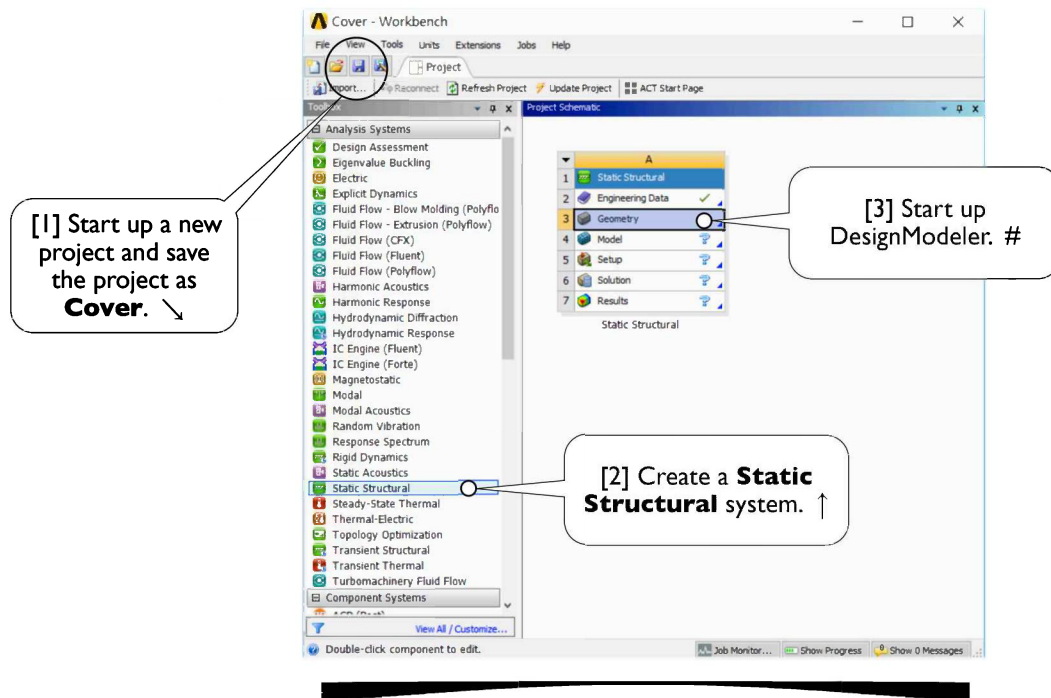 Cover - Workbench
File View Tools Units Extensions Jobs Help
Project
Import... Reconnect Refresh Project Update Project ACT Start Page
Toolbox
Analysis Systems
Design Assessment
Eigenvalue Buckling
Electric
Explicit Dynamics
Fluid Flow - Blow Molding (Polyflo
Fluid Flow - Extrusion (Polyflow)
Fluid Flow (CFX)
Fluid Flow (Fluent)
Fluid Flow (Polyflow)
Harmonic Acoustics
Harmonic Response
Hydrodynamic Diffraction
Hydrodynamic Response
IC Engine (Fluent)
IC Engine (Forte)
Magnetostatic
Modal
Modal Acoustics
Random Vibration
Response Spectrum
Rigid Dynamics
Static Acoustics
Static Structural
Steady-State Thermal
Thermal-Electric
Topology Optimization
Transient Structural
Transient Thermal
Turbomachinery Fluid Flow
Component Systems
View All / Customize...
Project Schematic
A
1 Static Structural
2 Engineering Data ✓
3 Geometry
4 Model ?
5 Setup ?
6 Solution ?
7 Results ?
Static Structural
[1] Start up a new
project and save
the project as
Cover. ↘
[2] Create a Static
Structural system. ↑
[3] Start up
DesignModeler. #
Double-click component to edit.
Job Monitor... Show Progress Show 0 Messages